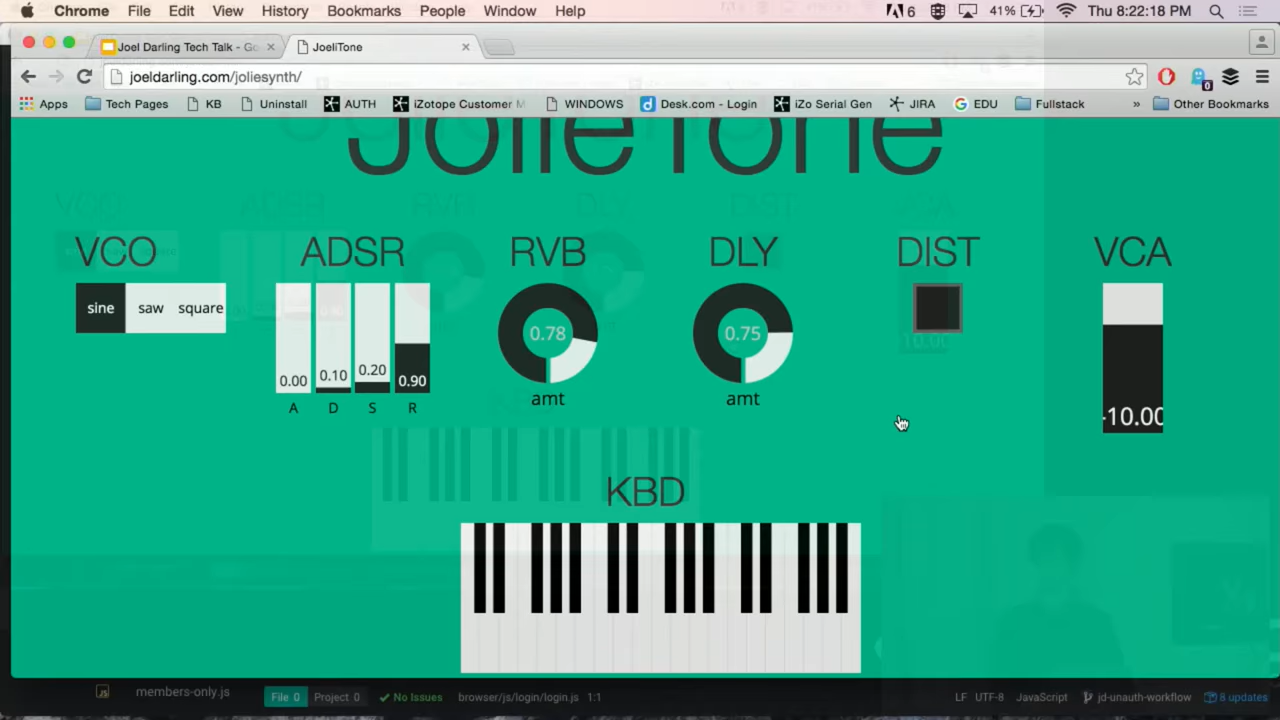 Chrome File Edit View History Bookmarks People Window Help 6 41% Thu 8:22:18 PM
Joel Darling Tech Talk - Go JoeliTone
joeldarling.com/joliesynth/
Apps Tech Pages KB Uninstall AUTH iZotope Customer M WINDOWS Desk.com - Login iZo Serial Gen JIRA EDU Fullstack » Other Bookmarks
JolieTone
VCO ADSR RVB DLY DIST VCA
sine saw square
0.00 0.10 0.20 0.90
A D S R
0.78
amt
0.75
amt
-10.00
KBD
members-only.js File 0 Project 0 No Issues browser/js/login/login.js 1:1 LF UTF-8 JavaScript jd-unauth-workflow 8 updates